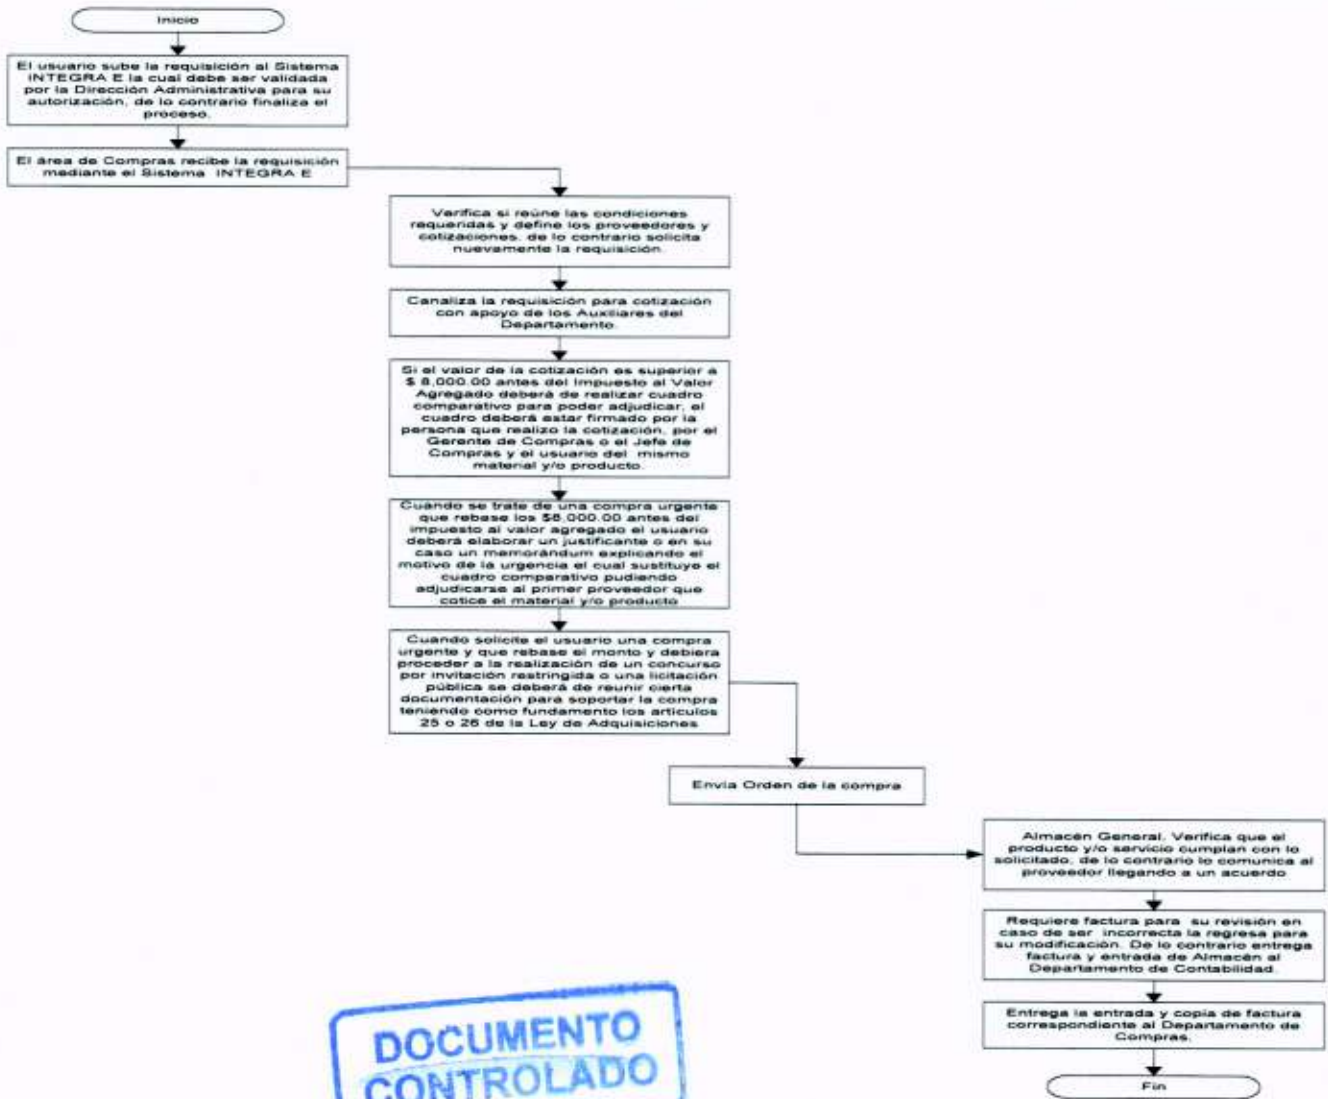 Inicio
El usuario sube la requisición al Sistema
INTEGRA E la cual debe ser validada
por la Dirección Administrativa para su
autorización, de lo contrario finaliza el
proceso.
El área de Compras recibe la requisición
mediante el Sistema INTEGRA E
Verifica si reúne las condiciones
requeridas y define los proveedores y
cotizaciones, de lo contrario solicita
nuevamente la requisición.
Canaliza la requisición para cotización
con apoyo de los Auxiliares del
Departamento.
Si el valor de la cotización es superior a
$ 8,000.00 antes del Impuesto al Valor
Agregado deberá de realizar cuadro
comparativo para poder adjudicar, el
cuadro deberá estar firmado por la
persona que realizo la cotización, por el
Gerente de Compras o el Jefe de
Compras y el usuario del mismo
material y/o producto.
Cuando se trate de una compra urgente
que rebase los $8,000.00 antes del
impuesto al valor agregado el usuario
deberá elaborar un justificante o en su
caso un memorándum explicando el
motivo de la urgencia el cual sustituye el
cuadro comparativo pudiendo
adjudicarse al primer proveedor que
cotice el material y/o producto
Cuando solicite el usuario una compra
urgente y que rebase el monto y debiera
proceder a la realización de un concurso
por invitación restringida o una licitación
pública se deberá de reunir cierta
documentación para soportar la compra
teniendo como fundamento los artículos
25 o 26 de la Ley de Adquisiciones
Envía Orden de la compra
Almacén General. Verifica que el
producto y/o servicio cumplan con lo
solicitado, de lo contrario lo comunica al
proveedor llegando a un acuerdo
Requiere factura para su revisión en
caso de ser incorrecta la regresa para
su modificación. De lo contrario entrega
factura y entrada de Almacén al
Departamento de Contabilidad.
Entrega la entrada y copia de factura
correspondiente al Departamento de
Compras.
Fin
DOCUMENTO
CONTROLADO